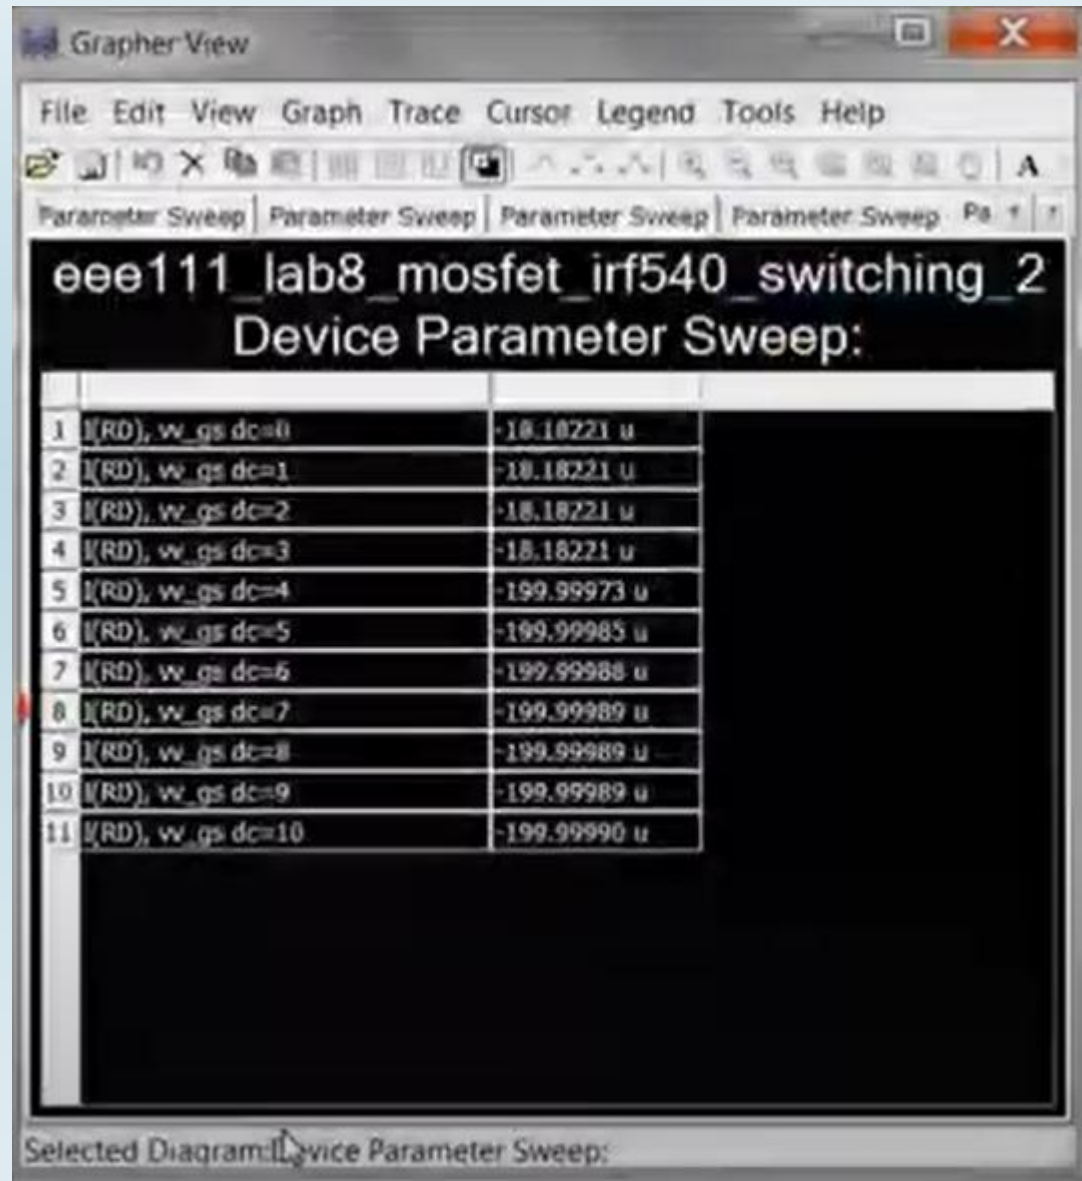 Grapher View
File Edit View Graph Trace Cursor Legend Tools Help
A
Parameter Sweep Parameter Sweep Parameter Sweep Parameter Sweep Pa
eee111_lab8_mosfet_irf540_switching_2
Device Parameter Sweep:
1 I(RD), vv_gs dc=0 -18.18221 u
2 I(RD), vv_gs dc=1 -18.18221 u
3 I(RD), vv_gs dc=2 -18.18221 u
4 I(RD), vv_gs dc=3 -18.18221 u
5 I(RD), vv_gs dc=4 -199.99973 u
6 I(RD), vv_gs dc=5 -199.99985 u
7 I(RD), vv_gs dc=6 -199.99988 u
8 I(RD), vv_gs dc=7 -199.99989 u
9 I(RD), vv_gs dc=8 -199.99989 u
10 I(RD), vv_gs dc=9 -199.99989 u
11 I(RD), vv_gs dc=10 -199.99990 u
Selected Diagram:Device Parameter Sweep: